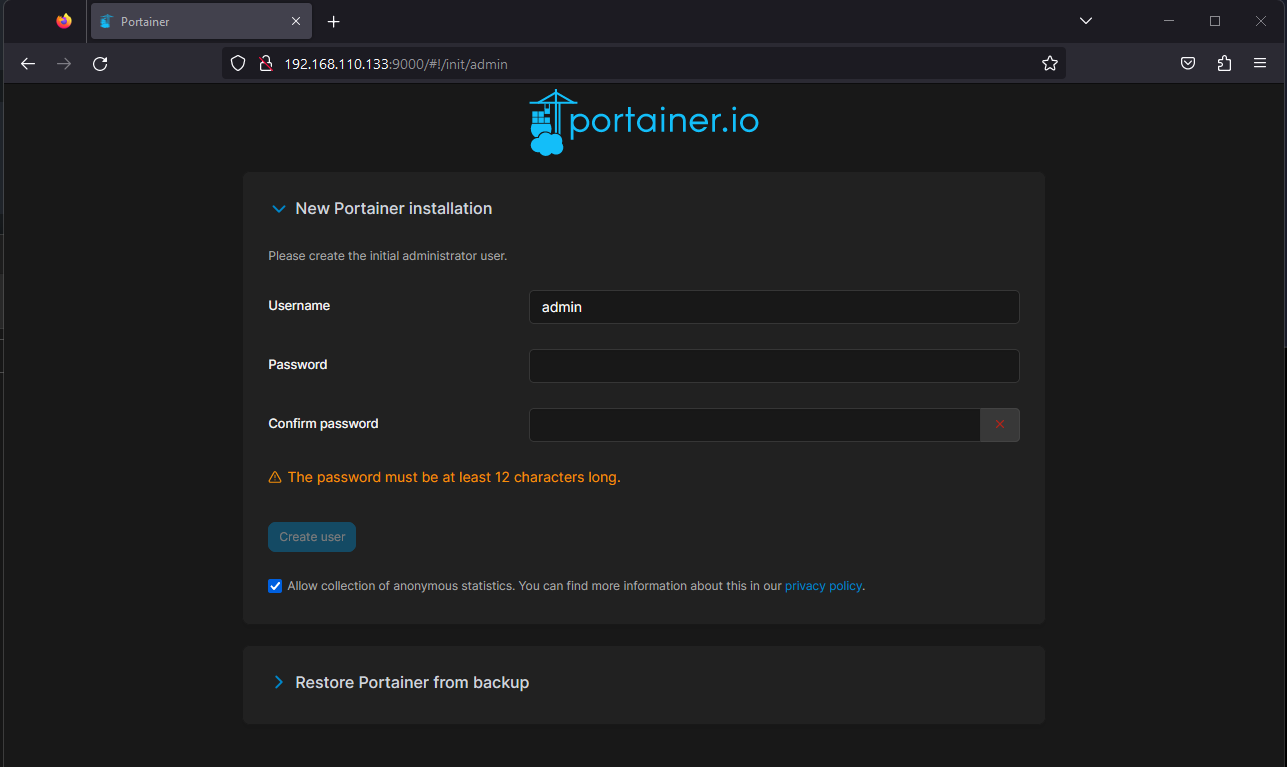 Portainer
192.168.110.133:9000/#!/init/admin
portainer.io
New Portainer installation
Please create the initial administrator user.
Username
admin
Password
Confirm password
The password must be at least 12 characters long.
Create user
Allow collection of anonymous statistics. You can find more information about this in our privacy policy.
Restore Portainer from backup